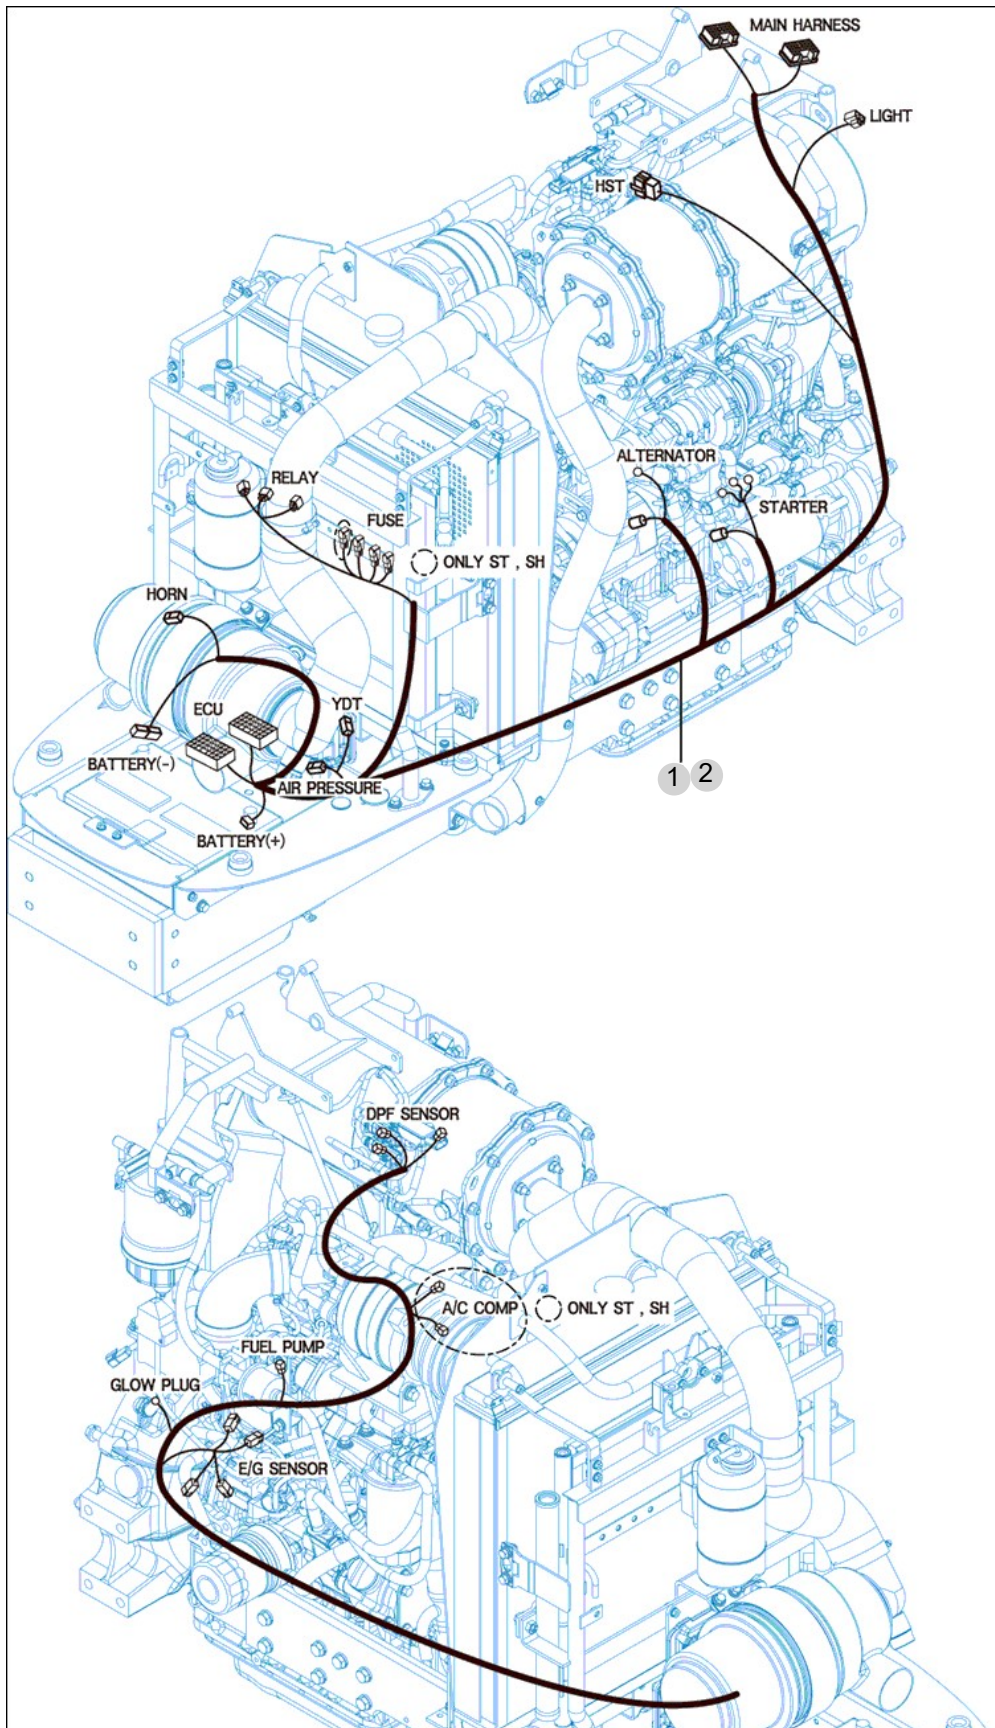 MAIN HARNESS
LIGHT
HST
ALTERNATOR
RELAY
STARTER
FUSE
ONLY ST , SH
HORN
YDT
ECU
BATTERY(-)
AIR PRESSURE
1 2
BATTERY(+)
DPF SENSOR
A/C COMP
ONLY ST , SH
FUEL PUMP
GLOW PLUG
E/G SENSOR